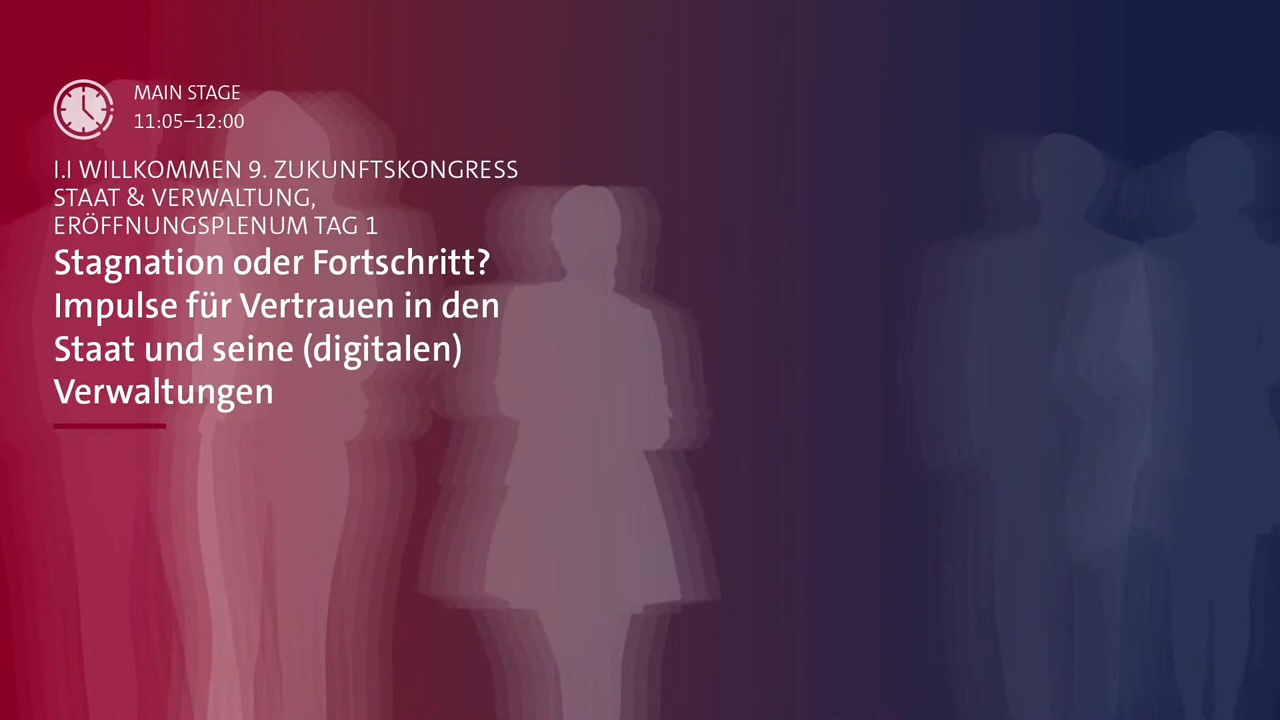 MAIN STAGE
11:05–12:00
I.I WILLKOMMEN 9. ZUKUNFTSKONGRESS
STAAT & VERWALTUNG,
ERÖFFNUNGSPLENUM TAG 1
Stagnation oder Fortschritt?
Impulse für Vertrauen in den
Staat und seine (digitalen)
Verwaltungen